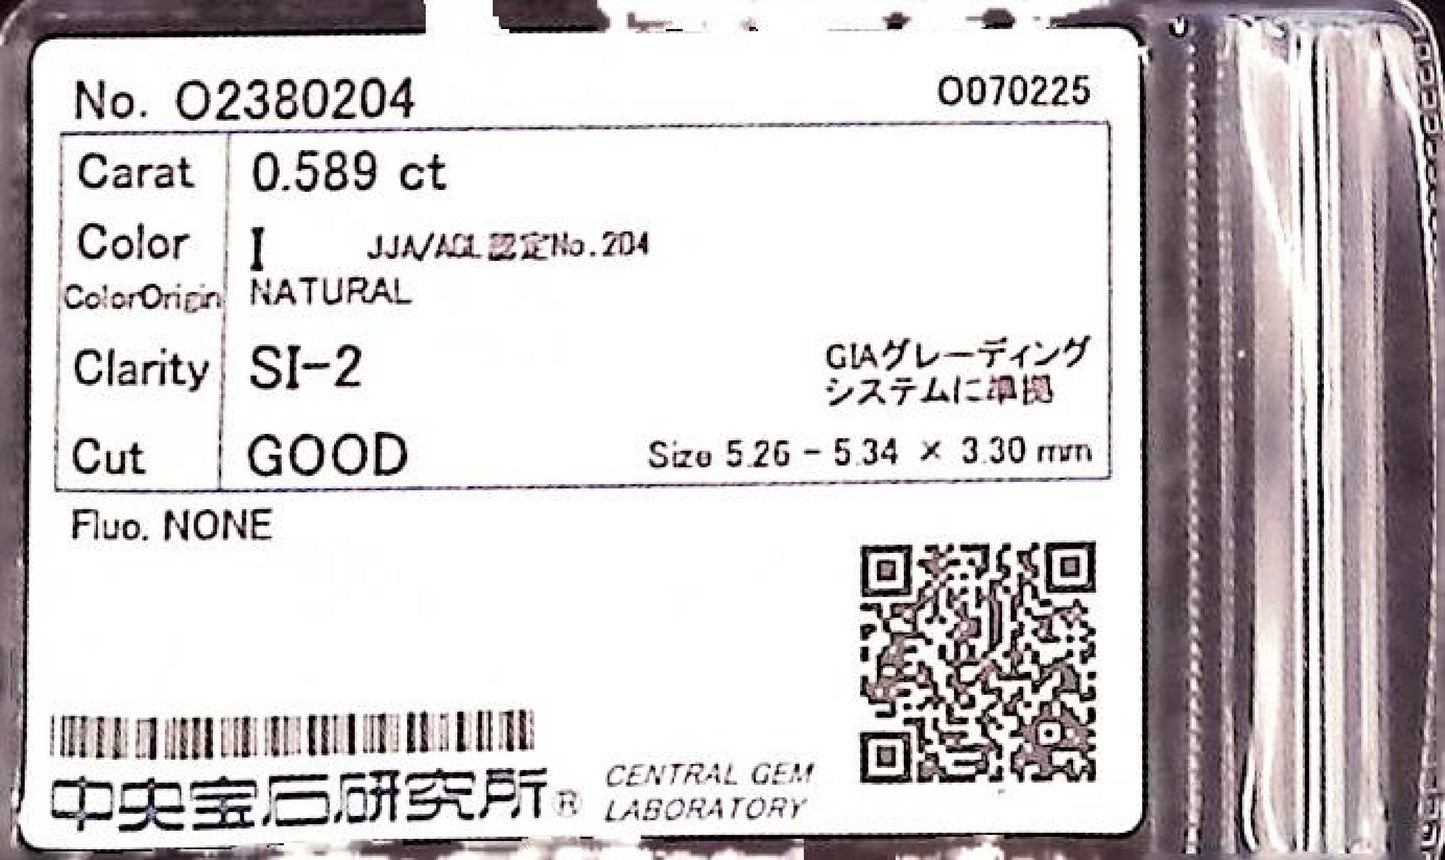 No. O2380204
O070225
Carat 0.589 ct
Color I JJA/AGL認定No.204
ColorOrigin NATURAL
Clarity SI-2
GIAグレーディング
システムに準拠
Cut GOOD Size 5.26 - 5.34 × 3.30 mm
Fluo. NONE
中央宝石研究所®
CENTRAL GEM
LABORATORY